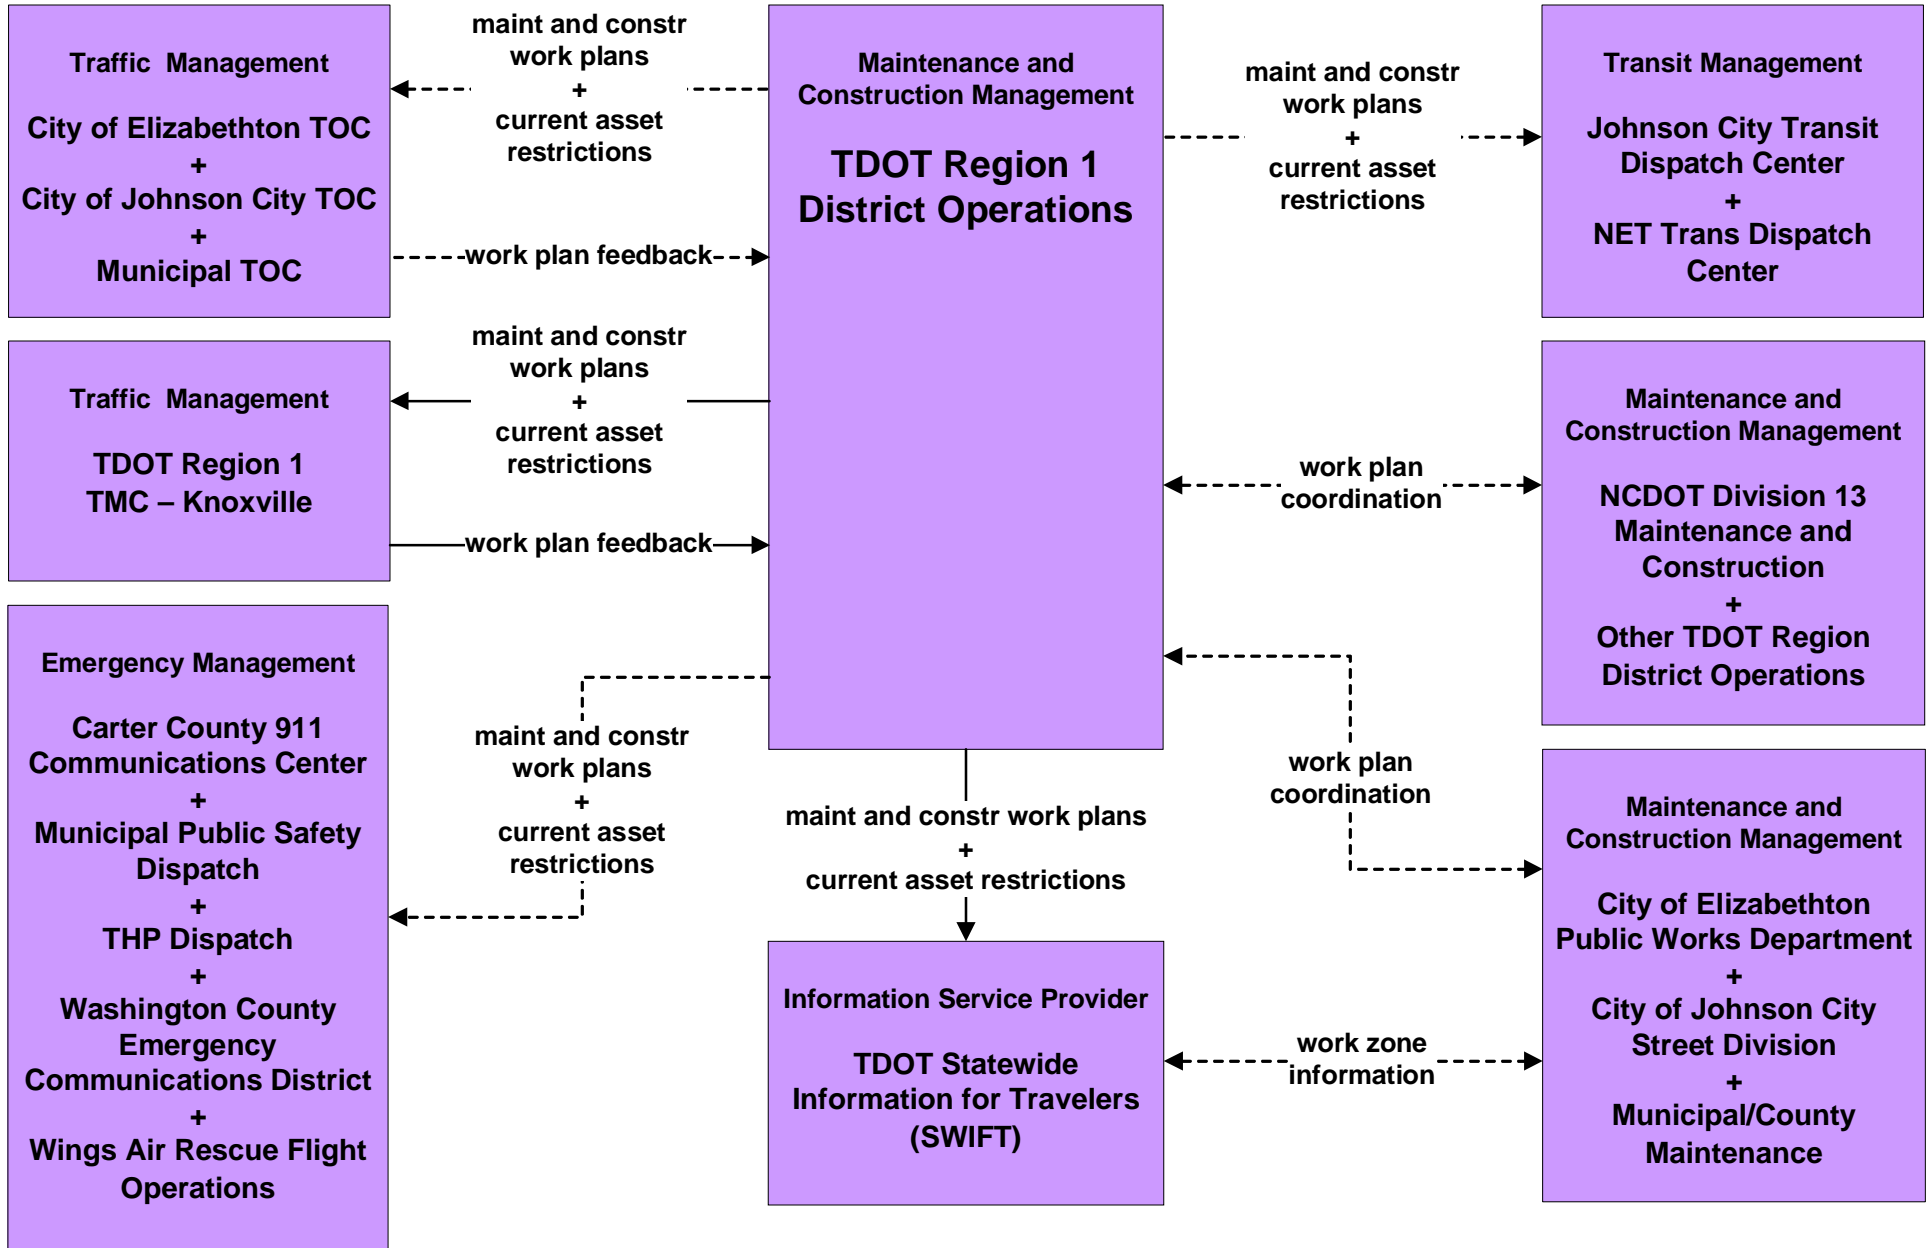 Traffic Management
City of Elizabethton TOC
+
City of Johnson City TOC
+
Municipal TOC
maint and constr
work plans
+
current asset
restrictions
work plan feedback
Maintenance and
Construction Management
TDOT Region 1
District Operations
maint and constr
work plans
+
current asset
restrictions
Transit Management
Johnson City Transit
Dispatch Center
+
NET Trans Dispatch
Center
Traffic Management
TDOT Region 1
TMC – Knoxville
maint and constr
work plans
+
current asset
restrictions
work plan feedback
work plan
coordination
Maintenance and
Construction Management
NCDOT Division 13
Maintenance and
Construction
+
Other TDOT Region
District Operations
Emergency Management
Carter County 911
Communications Center
+
Municipal Public Safety
Dispatch
+
THP Dispatch
+
Washington County
Emergency
Communications District
+
Wings Air Rescue Flight
Operations
maint and constr
work plans
+
current asset
restrictions
maint and constr work plans
+
current asset restrictions
work plan
coordination
Information Service Provider
TDOT Statewide
Information for Travelers
(SWIFT)
work zone
information
Maintenance and
Construction Management
City of Elizabethton
Public Works Department
+
City of Johnson City
Street Division
+
Municipal/County
Maintenance